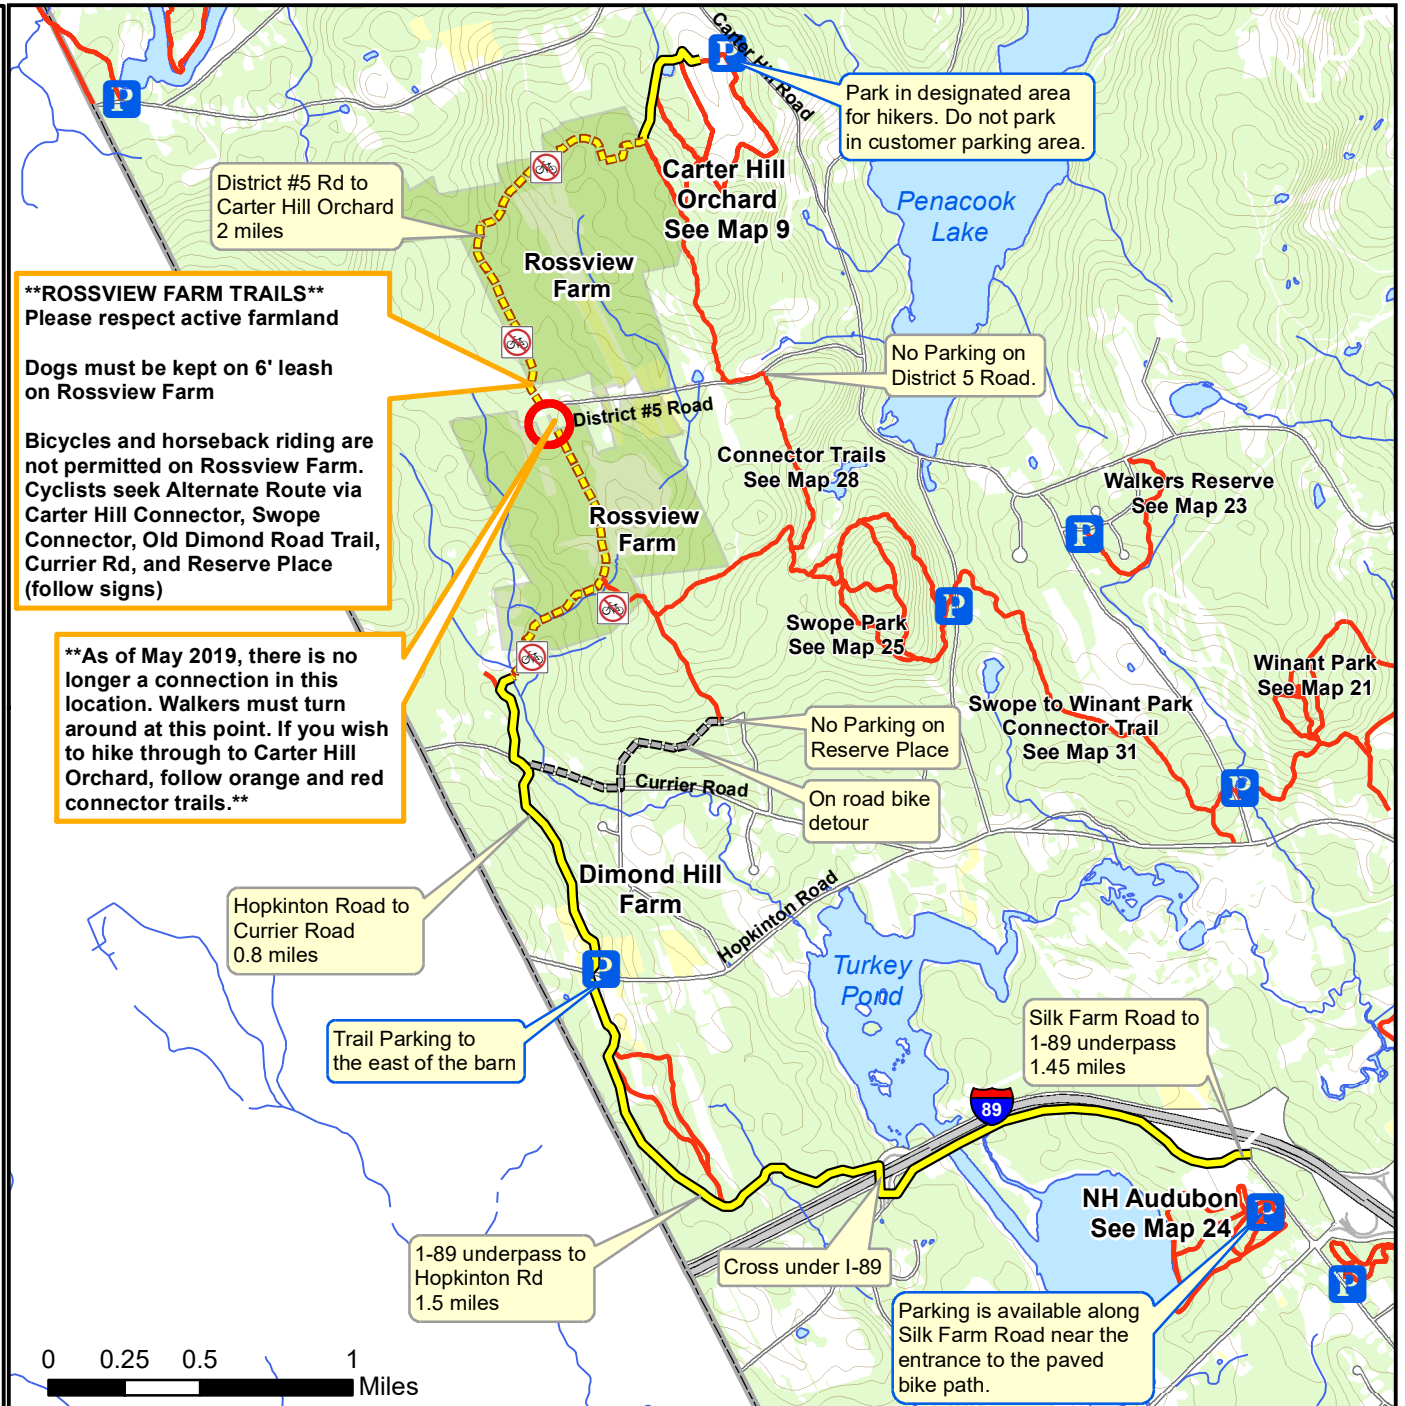 Carter Hill Road
P
P
Park in designated area
for hikers. Do not park
in customer parking area.
Carter Hill
Orchard
See Map 9
District #5 Rd to
Carter Hill Orchard
2 miles
Penacook
Lake
Rossview
Farm
**ROSSVIEW FARM TRAILS**
Please respect active farmland
Dogs must be kept on 6' leash
on Rossview Farm
Bicycles and horseback riding are
not permitted on Rossview Farm.
Cyclists seek Alternate Route via
Carter Hill Connector, Swope
Connector, Old Dimond Road Trail,
Currier Rd, and Reserve Place
(follow signs)
No Parking on
District 5 Road.
District #5 Road
Connector Trails
See Map 28
Walkers Reserve
See Map 23
P
Rossview
Farm
P
Swope Park
See Map 25
**As of May 2019, there is no
longer a connection in this
location. Walkers must turn
around at this point. If you wish
to hike through to Carter Hill
Orchard, follow orange and red
connector trails.**
Winant Park
See Map 21
Swope to Winant Park
Connector Trail
See Map 31
P
No Parking on
Reserve Place
Currier Road
On road bike
detour
Dimond Hill
Farm
Hopkinton Road
Hopkinton Road to
Currier Road
0.8 miles
P
Turkey
Pond
Trail Parking to
the east of the barn
Silk Farm Road to
1-89 underpass
1.45 miles
89
NH Audubon
See Map 24
P
P
1-89 underpass to
Hopkinton Rd
1.5 miles
Cross under I-89
Parking is available along
Silk Farm Road near the
entrance to the paved
bike path.
0 0.25 0.5 1
Miles